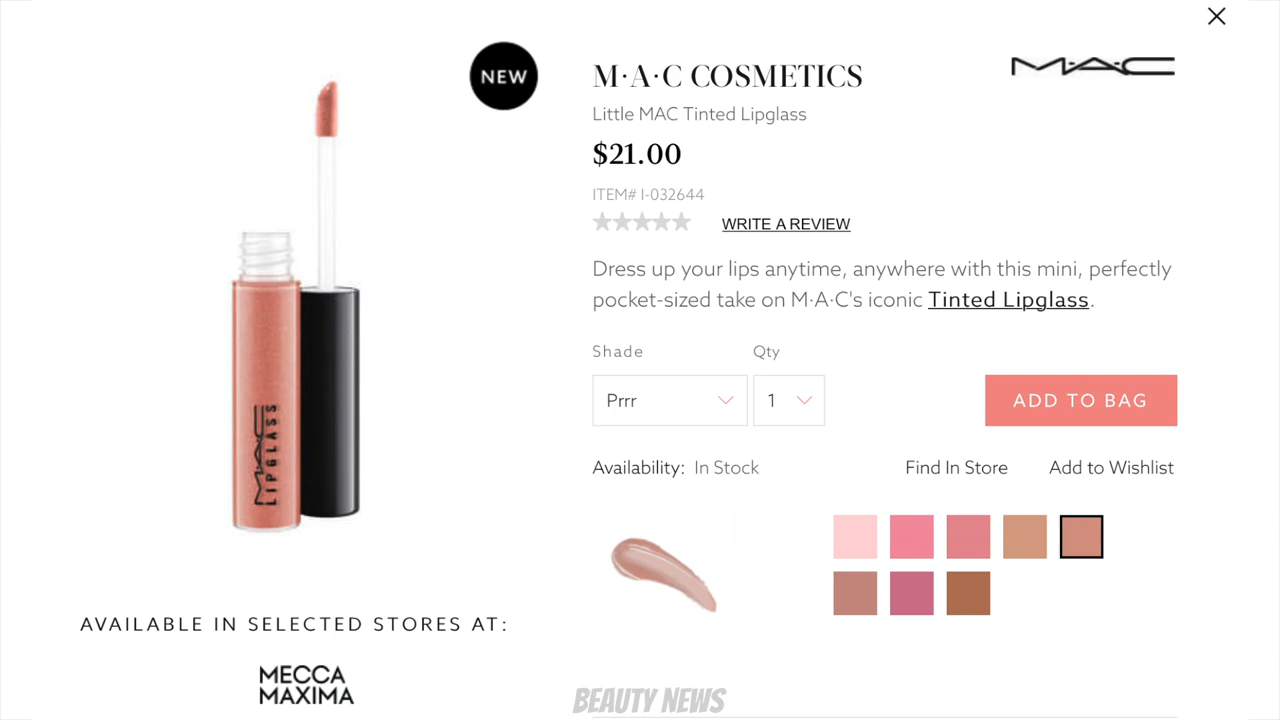 NEW
M·A·C COSMETICS
MAC
Little MAC Tinted Lipglass
$21.00
ITEM# I-032644
WRITE A REVIEW
Dress up your lips anytime, anywhere with this mini, perfectly
pocket-sized take on M·A·C's iconic Tinted Lipglass.
Shade
Qty
Prrr
1
ADD TO BAG
Availability: In Stock
Find In Store
Add to Wishlist
MAC
LIPGLASS
AVAILABLE IN SELECTED STORES AT:
MECCA
MAXIMA
BEAUTY NEWS